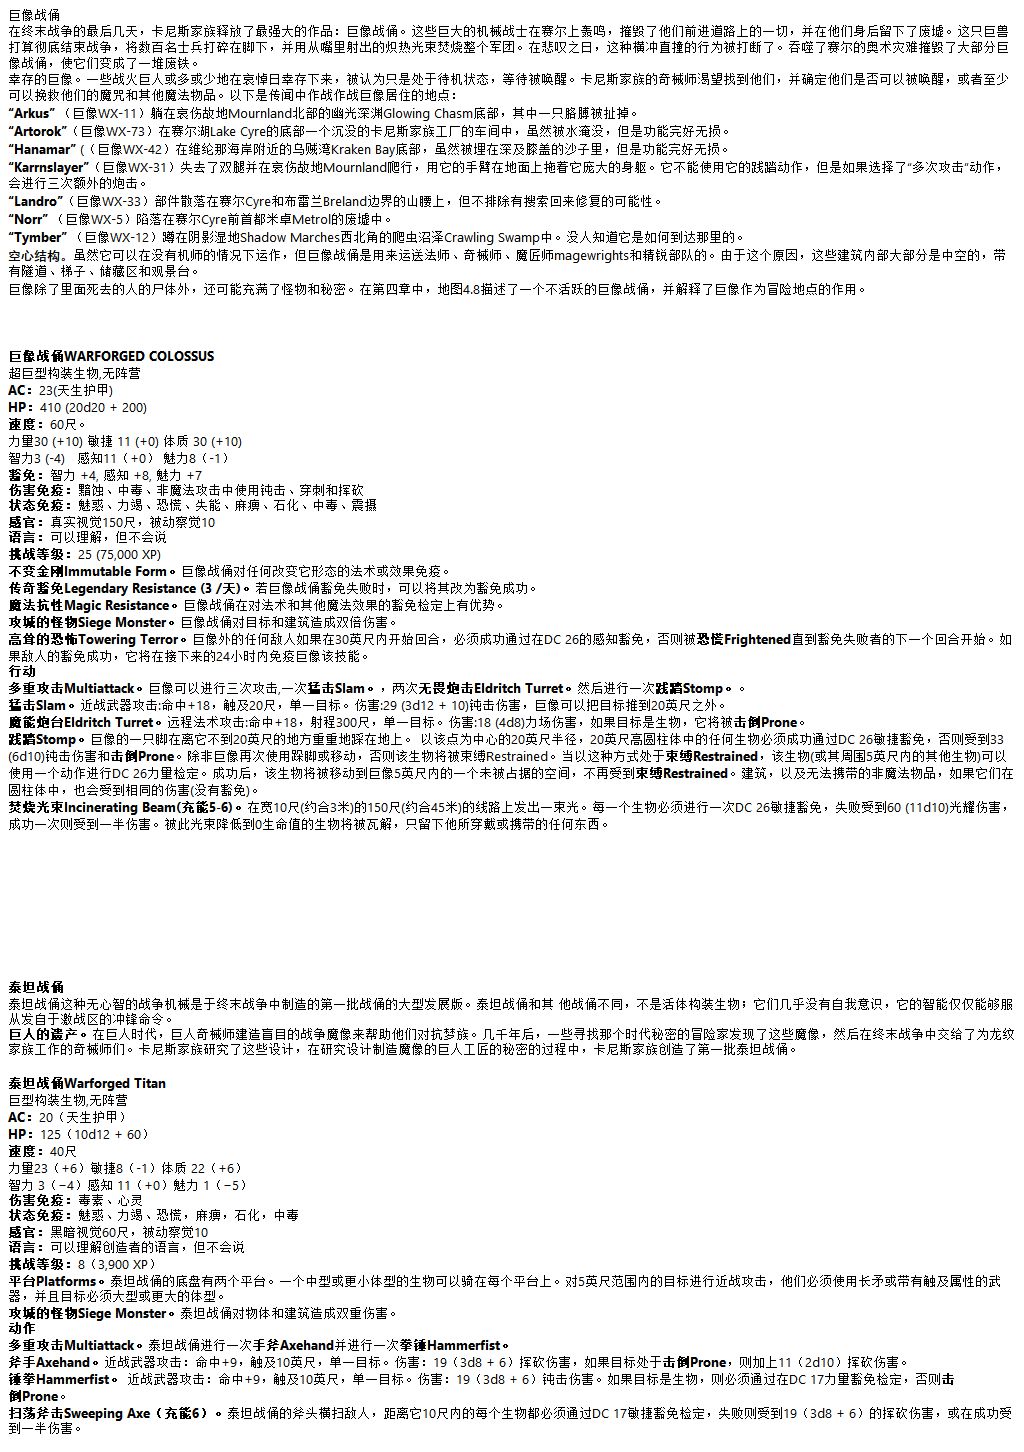 巨像战俑
在终末战争的最后几天，卡尼斯家族释放了最强大的作品：巨像战俑。这些巨大的机械战士在赛尔上轰鸣，摧毁了他们前进道路上的一切，并在他们身后留下了废墟。这只巨兽
打算彻底结束战争，将数百名士兵打碎在脚下，并用从嘴里射出的炽热光束焚烧整个军团。在悲叹之日，这种横冲直撞的行为被打断了。吞噬了赛尔的奥术灾难摧毁了大部分巨
像战俑，使它们变成了一堆废铁。
幸存的巨像。一些战火巨人或多或少地在哀悼日幸存下来，被认为只是处于待机状态，等待被唤醒。卡尼斯家族的奇械师渴望找到他们，并确定他们是否可以被唤醒，或者至少
可以挽救他们的魔咒和其他魔法物品。以下是传闻中作战作战巨像居住的地点：
“Arkus” （巨像WX-11）躺在哀伤故地Mournland北部的幽光深渊Glowing Chasm底部，其中一只胳膊被扯掉。
“Artorok”（巨像WX-73）在赛尔湖Lake Cyre的底部一个沉没的卡尼斯家族工厂的车间中，虽然被水淹没，但是功能完好无损。
“Hanamar” (（巨像WX-42）在维纶那海岸附近的乌贼湾Kraken Bay底部，虽然被埋在深及膝盖的沙子里，但是功能完好无损。
“Karrnslayer”（巨像WX-31）失去了双腿并在哀伤故地Mournland爬行，用它的手臂在地面上拖着它庞大的身躯。它不能使用它的践踏动作，但是如果选择了“多次攻击”动作，
会进行三次额外的炮击。
“Landro”（巨像WX-33）部件散落在赛尔Cyre和布雷兰Breland边界的山腰上，但不排除有搜索回来修复的可能性。
“Norr” （巨像WX-5）陷落在赛尔Cyre前首都米卓Metrol的废墟中。
“Tymber” （巨像WX-12）蹲在阴影湿地Shadow Marches西北角的爬虫沼泽Crawling Swamp中。没人知道它是如何到达那里的。
空心结构。虽然它可以在没有机师的情况下运作，但巨像战俑是用来运送法师、奇械师、魔匠师magewrights和精锐部队的。由于这个原因，这些建筑内部大部分是中空的，带
有隧道、梯子、储藏区和观景台。
巨像除了里面死去的人的尸体外，还可能充满了怪物和秘密。在第四章中，地图4.8描述了一个不活跃的巨像战俑，并解释了巨像作为冒险地点的作用。
巨像战俑WARFORGED COLOSSUS
超巨型构装生物,无阵营
AC：23(天生护甲)
HP：410 (20d20 + 200)
速度：60尺。
力量30 (+10) 敏捷 11 (+0) 体质 30 (+10)
智力3 (-4) 感知11（+0） 魅力8（-1）
豁免：智力 +4, 感知 +8, 魅力 +7
伤害免疫：黯蚀、中毒、非魔法攻击中使用钝击、穿刺和挥砍
状态免疫：魅惑、力竭、恐慌、失能、麻痹、石化、中毒、震摄
感官：真实视觉150尺，被动察觉10
语言：可以理解，但不会说
挑战等级：25 (75,000 XP)
不变金刚Immutable Form。巨像战俑对任何改变它形态的法术或效果免疫。
传奇豁免Legendary Resistance (3 /天)。若巨像战俑豁免失败时，可以将其改为豁免成功。
魔法抗性Magic Resistance。巨像战俑在对法术和其他魔法效果的豁免检定上有优势。
攻城的怪物Siege Monster。巨像战俑对目标和建筑造成双倍伤害。
高耸的恐怖Towering Terror。巨像外的任何敌人如果在30英尺内开始回合，必须成功通过在DC 26的感知豁免，否则被恐慌Frightened直到豁免失败者的下一个回合开始。如
果敌人的豁免成功，它将在接下来的24小时内免疫巨像该技能。
行动
多重攻击Multiattack。巨像可以进行三次攻击,一次猛击Slam。，两次无畏炮击Eldritch Turret。然后进行一次践踏Stomp。。
猛击Slam。近战武器攻击:命中+18，触及20尺，单一目标。伤害:29 (3d12 + 10)钝击伤害，巨像可以把目标推到20英尺之外。
魔能炮台Eldritch Turret。远程法术攻击:命中+18，射程300尺，单一目标。伤害:18 (4d8)力场伤害，如果目标是生物，它将被击倒Prone。
践踏Stomp。巨像的一只脚在离它不到20英尺的地方重重地踩在地上。 以该点为中心的20英尺半径，20英尺高圆柱体中的任何生物必须成功通过DC 26敏捷豁免，否则受到33
(6d10)钝击伤害和击倒Prone。除非巨像再次使用跺脚或移动，否则该生物将被束缚Restrained。当以这种方式处于束缚Restrained，该生物(或其周围5英尺内的其他生物)可以
使用一个动作进行DC 26力量检定。成功后，该生物将被移动到巨像5英尺内的一个未被占据的空间，不再受到束缚Restrained。建筑，以及无法携带的非魔法物品，如果它们在
圆柱体中，也会受到相同的伤害(没有豁免)。
焚烧光束Incinerating Beam(充能5-6)。在宽10尺(约合3米)的150尺(约合45米)的线路上发出一束光。每一个生物必须进行一次DC 26敏捷豁免，失败受到60 (11d10)光耀伤害，
成功一次则受到一半伤害。被此光束降低到0生命值的生物将被瓦解，只留下他所穿戴或携带的任何东西。
泰坦战俑
泰坦战俑这种无心智的战争机械是于终末战争中制造的第一批战俑的大型发展版。泰坦战俑和其 他战俑不同，不是活体构装生物；它们几乎没有自我意识，它的智能仅仅能够服
从发自于激战区的冲锋命令。
巨人的遗产。在巨人时代，巨人奇械师建造盲目的战争魔像来帮助他们对抗梦族。几千年后，一些寻找那个时代秘密的冒险家发现了这些魔像，然后在终末战争中交给了为龙纹
家族工作的奇械师们。卡尼斯家族研究了这些设计，在研究设计制造魔像的巨人工匠的秘密的过程中，卡尼斯家族创造了第一批泰坦战俑。
泰坦战俑Warforged Titan
巨型构装生物,无阵营
AC：20（天生护甲）
HP：125（10d12 + 60）
速度：40尺
力量23（+6）敏捷8（-1）体质 22（+6）
智力 3（−4）感知 11（+0）魅力 1（−5）
伤害免疫：毒素、心灵
状态免疫：魅惑、力竭、恐慌，麻痹，石化，中毒
感官：黑暗视觉60尺，被动察觉10
语言：可以理解创造者的语言，但不会说
挑战等级：8（3,900 XP）
平台Platforms。泰坦战俑的底盘有两个平台。一个中型或更小体型的生物可以骑在每个平台上。对5英尺范围内的目标进行近战攻击，他们必须使用长矛或带有触及属性的武
器，并且目标必须大型或更大的体型。
攻城的怪物Siege Monster。泰坦战俑对物体和建筑造成双重伤害。
动作
多重攻击Multiattack。泰坦战俑进行一次手斧Axehand并进行一次拳锤Hammerfist。
斧手Axehand。近战武器攻击：命中+9，触及10英尺，单一目标。伤害：19（3d8 + 6）挥砍伤害，如果目标处于击倒Prone，则加上11（2d10）挥砍伤害。
锤拳Hammerfist。 近战武器攻击：命中+9，触及10英尺，单一目标。伤害：19（3d8 + 6）钝击伤害。如果目标是生物，则必须通过在DC 17力量豁免检定，否则击
倒Prone。
扫荡斧击Sweeping Axe（充能6）。泰坦战俑的斧头横扫敌人，距离它10尺内的每个生物都必须通过DC 17敏捷豁免检定，失败则受到19（3d8 + 6）的挥砍伤害，或在成功受
到一半伤害。